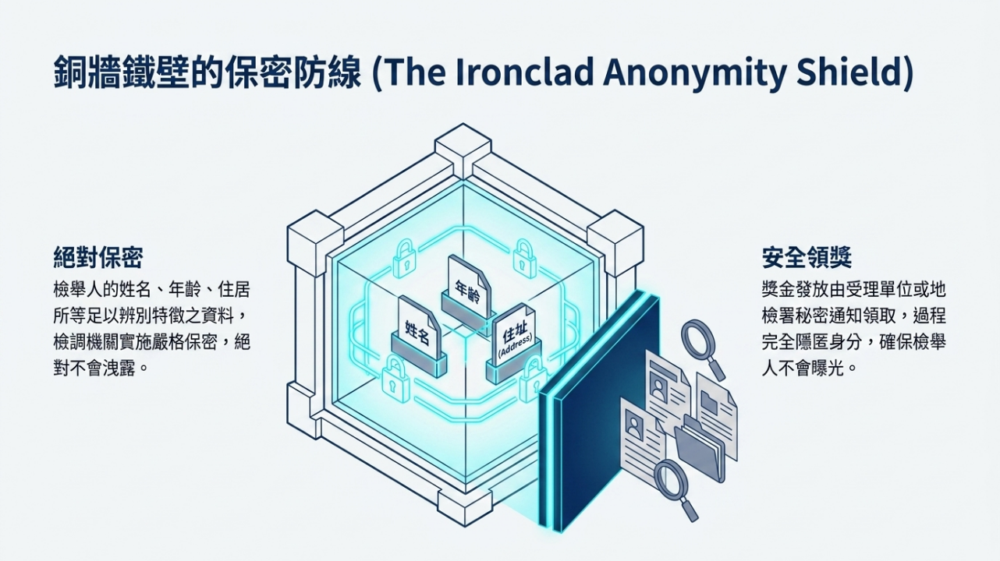 銅牆鐵壁的保密防線 (The Ironclad Anonymity Shield)
絕對保密
檢舉人的姓名、年齡、住居
所等足以辨別特徵之資料，
檢調機關實施嚴格保密，絕
對不會洩露。
年齡
姓名
住址
(Address)
安全領獎
獎金發放由受理單位或地
檢署秘密通知領取，過程
完全隱匿身分，確保檢舉
人不會曝光。